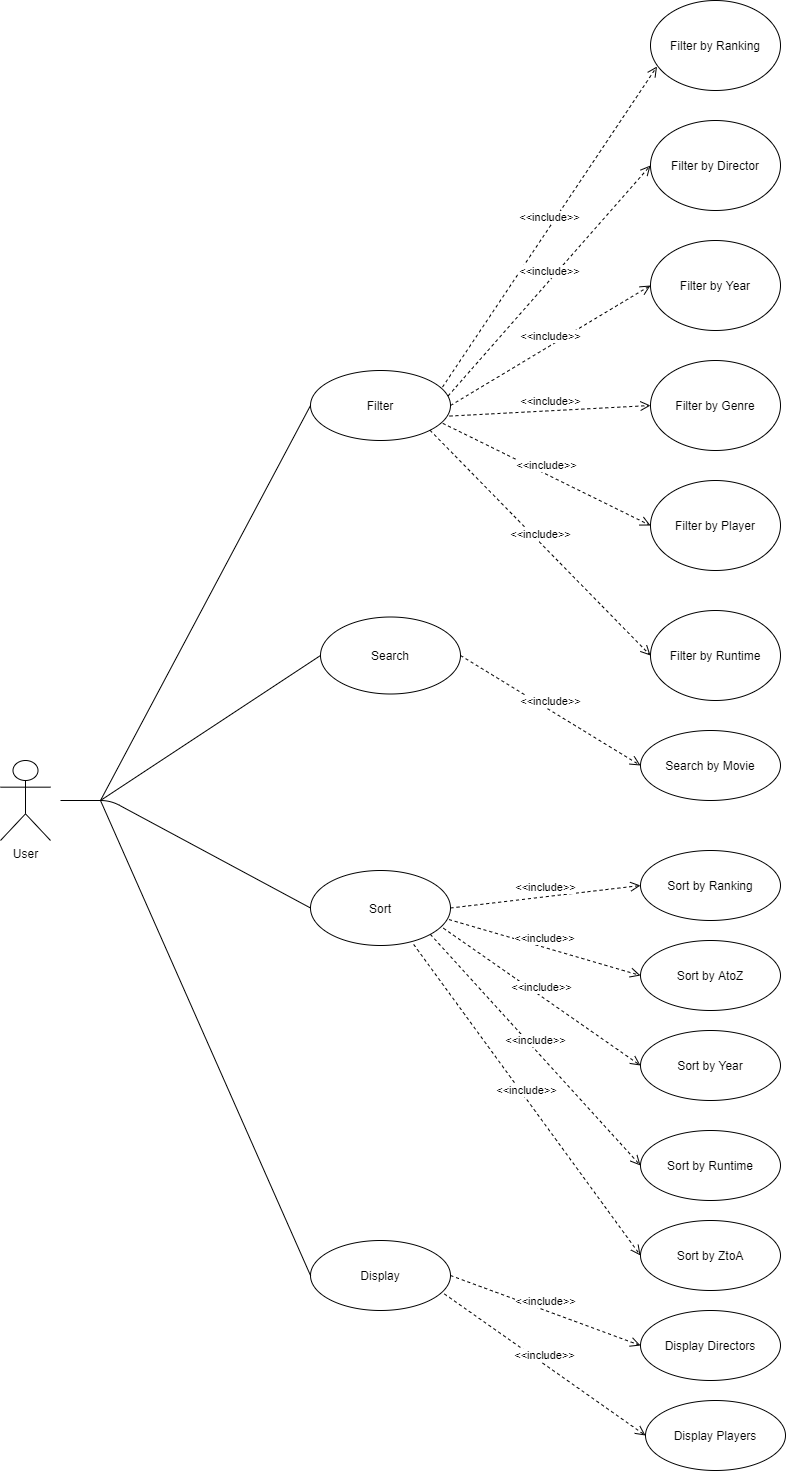 Filter by Ranking
Filter by Director
<<include>>
<<include>>
Filter by Year
<<include>>
Filter
<<include>>
Filter by Genre
<<include>>
Filter by Player
<<include>>
Search
Filter by Runtime
<<include>>
Search by Movie
User
Sort
<<include>>
Sort by Ranking
<<include>>
Sort by AtoZ
<<include>>
<<include>>
Sort by Year
<<include>>
Sort by Runtime
Sort by ZtoA
Display
<<include>>
Display Directors
<<include>>
Display Players